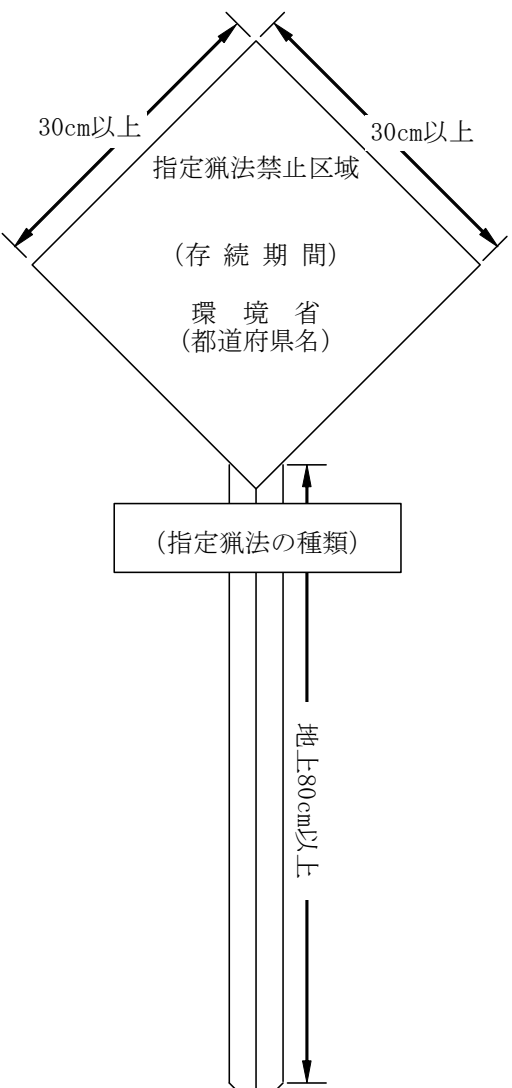 30cm以上
30cm以上
指定猟法禁止区域
(存続期間)
環境省
(都道府県名)
(指定猟法の種類)
地上80cm以上